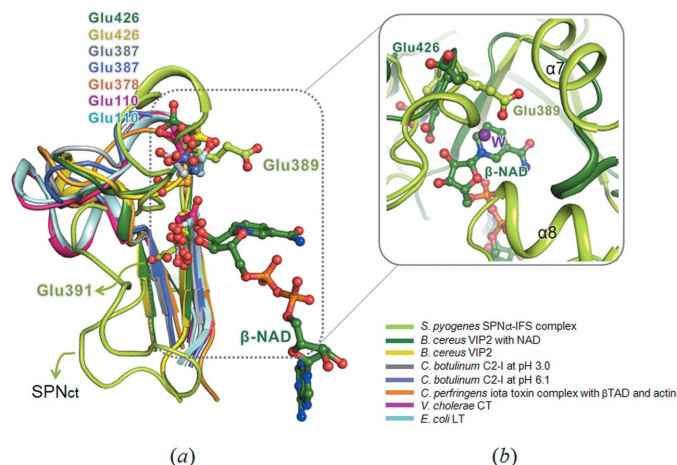 Glu426
Glu426
Glu387
Glu387
Glu378
Glu110
Glu110
Glu389
Glu391
β-NAD
SPNct
(a)
Glu426
α7
Glu389
W
β-NAD
α8
S. pyogenes SPNct-IFS complex
B. cereus VIP2 with NAD
B. cereus VIP2
C. botulinum C2-I at pH 3.0
C. botulinum C2-I at pH 6.1
C. perfringens iota toxin complex with βTAD and actin
V. cholerae CT
E. coli LT
(b)